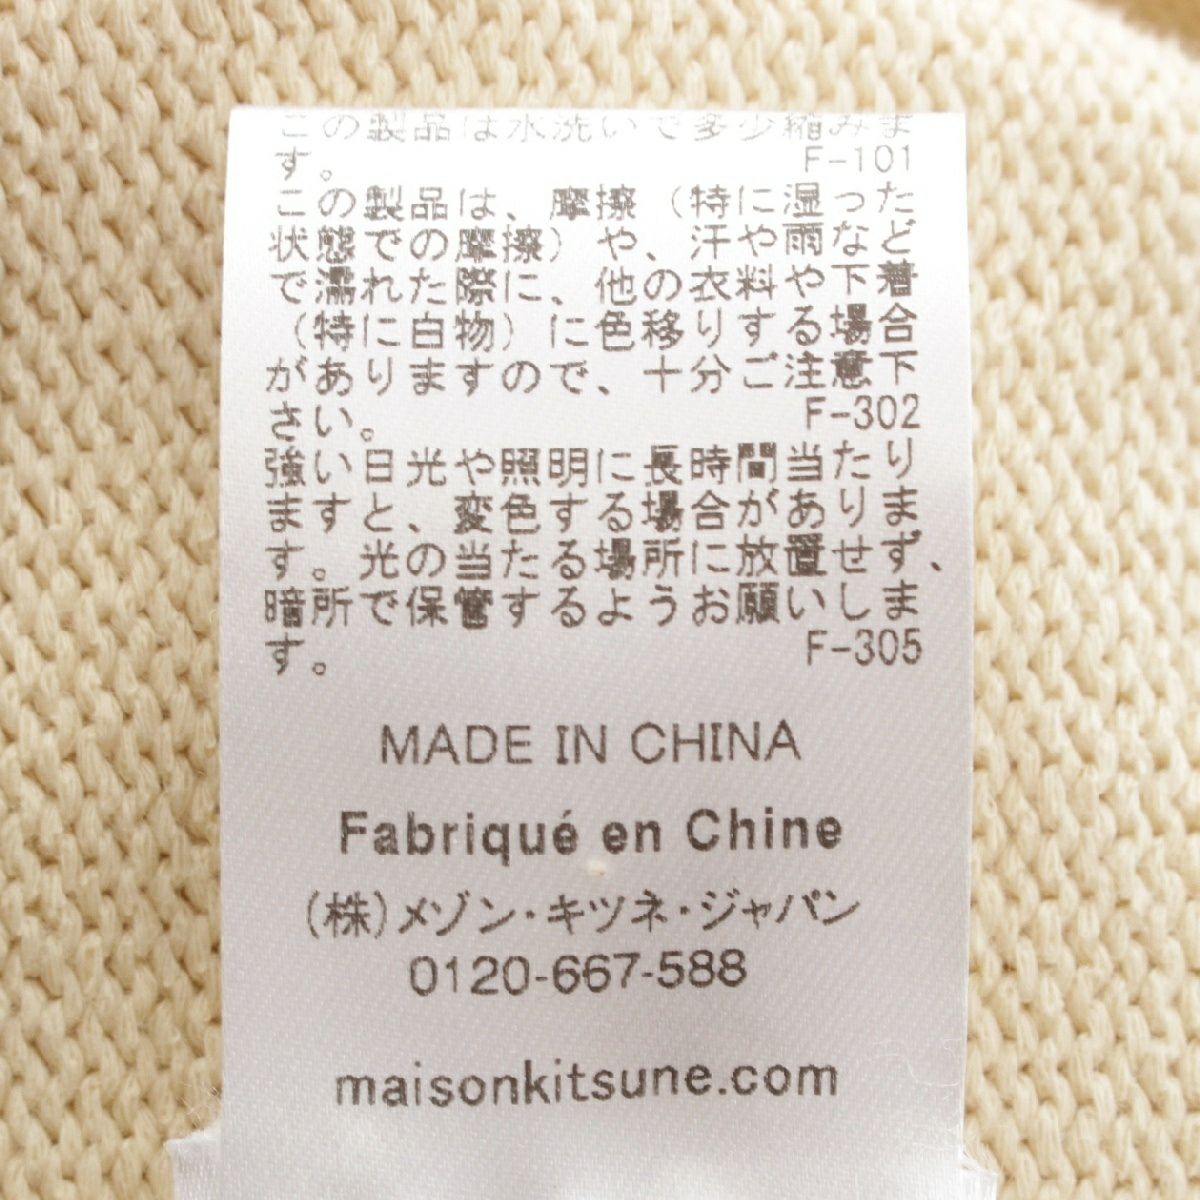 この製品は水洗いで多少縮みま
す。 F-101
この製品は、摩擦（特に湿った
状態での摩擦）や、汗や雨など
で濡れた際に、他の衣料や下着
（特に白物）に色移りする場合
がありますので、十分ご注意下
さい。 F-302
強い日光や照明に長時間当たり
ますと、変色する場合がありま
す。光の当たる場所に放置せず、
暗所で保管するようお願いしま
す。 F-305
MADE IN CHINA
Fabriqué en Chine
(株)メゾン・キツネ・ジャパン
0120-667-588
maisonkitsune.com